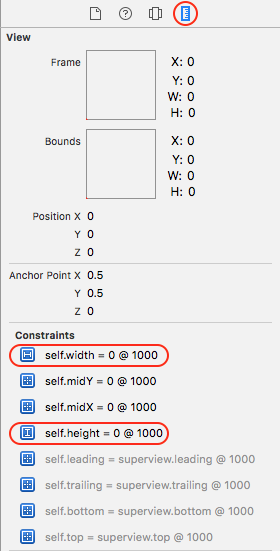 ?
View
Frame X: 0
Y: 0
W: 0
H: 0
Bounds X: 0
Y: 0
W: 0
H: 0
Position X 0
Y 0
Z 0
Anchor Point X 0.5
Y 0.5
Z 0
Constraints
self.width = 0 @ 1000
self.midY = 0 @ 1000
self.midX = 0 @ 1000
self.height = 0 @ 1000
self.leading = superview.leading @ 1000
self.trailing = superview.trailing @ 1000
self.bottom = superview.bottom @ 1000
self.top = superview.top @ 1000